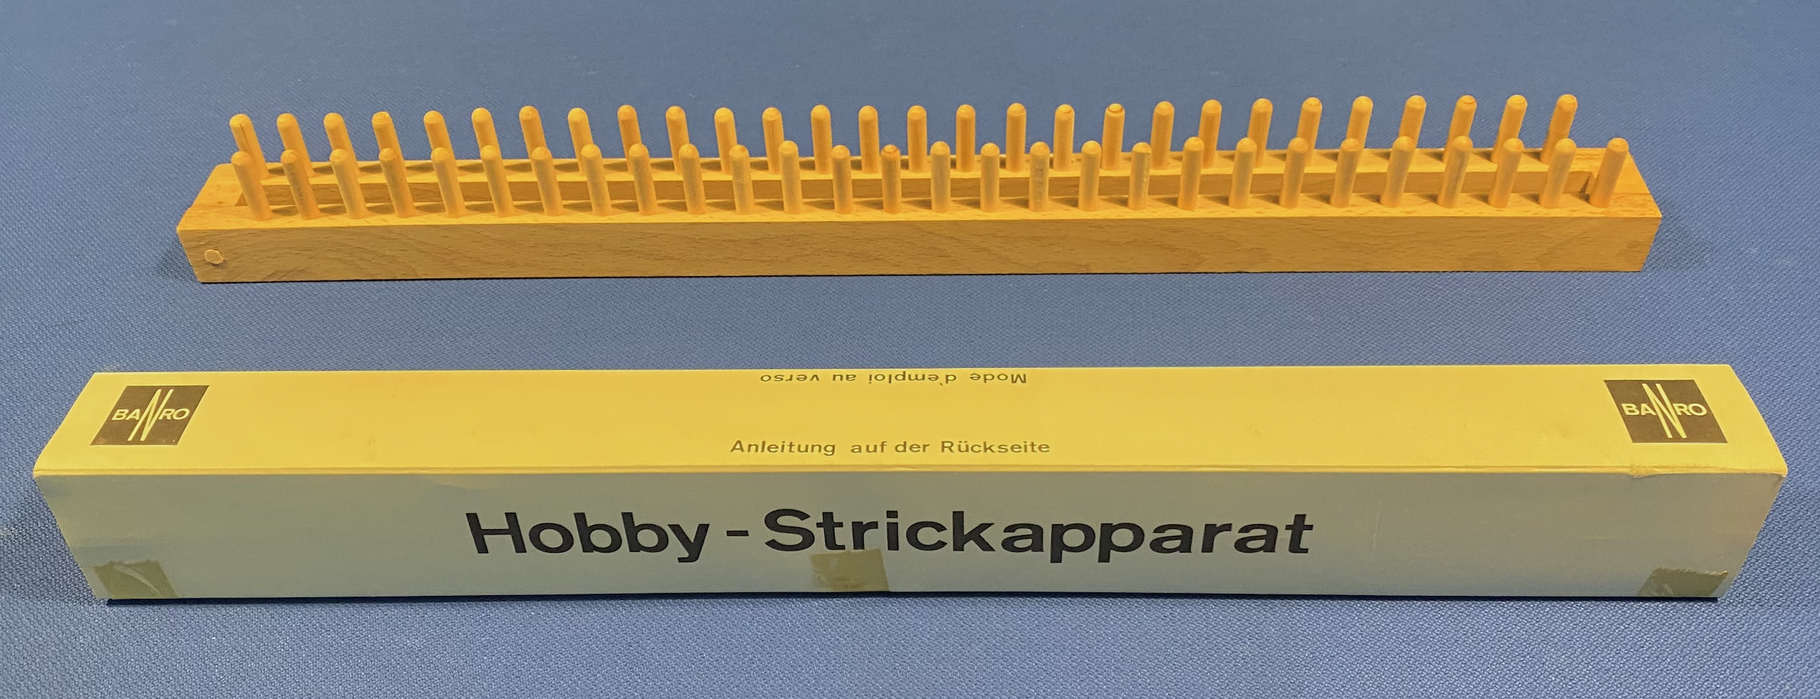 BANRO
Mode d'emploi au verso
BANRO
Anleitung auf der Rückseite
Hobby-Strickapparat